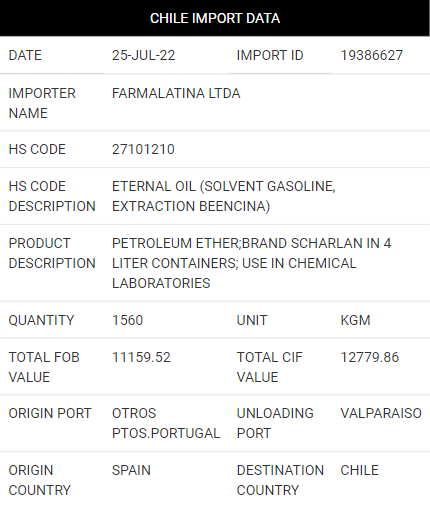 CHILE IMPORT DATA
DATE 25-JUL-22 IMPORT ID 19386627
IMPORTER NAME FARMALATINA LTDA
HS CODE 27101210
HS CODE DESCRIPTION ETERNAL OIL (SOLVENT GASOLINE, EXTRACTION BEENCINA)
PRODUCT DESCRIPTION PETROLEUM ETHER;BRAND SCHARLAN IN 4 LITER CONTAINERS; USE IN CHEMICAL LABORATORIES
QUANTITY 1560 UNIT KGM
TOTAL FOB VALUE 11159.52 TOTAL CIF VALUE 12779.86
ORIGIN PORT OTROS PTOS.PORTUGAL UNLOADING PORT VALPARAISO
ORIGIN COUNTRY SPAIN DESTINATION COUNTRY CHILE